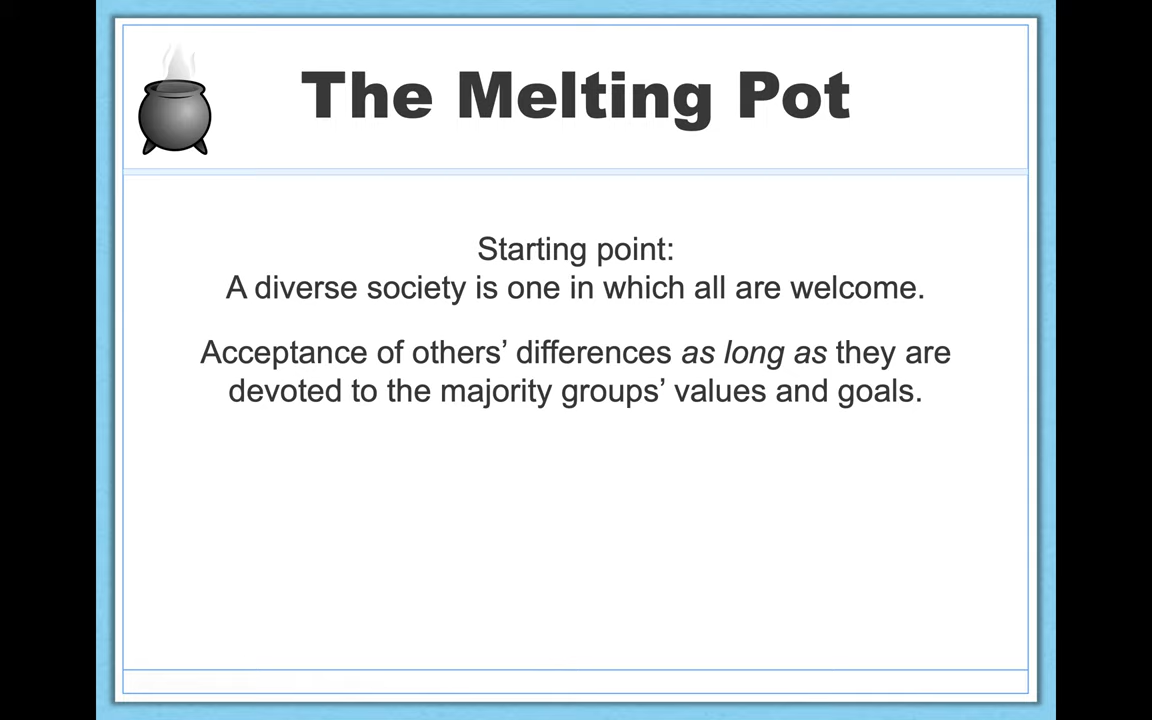 The Melting Pot
Starting point:
A diverse society is one in which all are welcome.
Acceptance of others’ differences as long as they are
devoted to the majority groups’ values and goals.